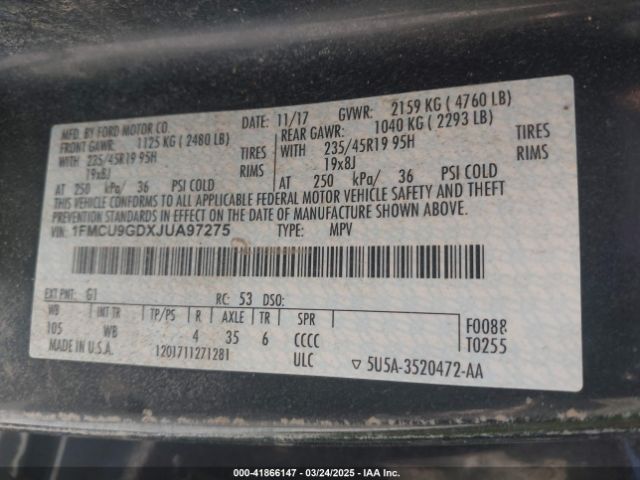 MFD. BY FORD MOTOR CO. DATE: 11/17 GVWR: 2159 KG (4760 LB)
FRONT GAWR: 1125 KG (2480 LB) REAR GAWR: 1040 KG (2293 LB)
WITH 235/45R19 95H TIRES WITH 235/45R19 95H TIRES
19x8J RIMS 19x8J RIMS
AT 250 kPa/ 36 PSI COLD AT 250 kPa/ 36 PSI COLD
THIS VEHICLE CONFORMS TO ALL APPLICABLE FEDERAL MOTOR VEHICLE SAFETY AND THEFT
PREVENTION STANDARDS IN EFFECT ON THE DATE OF MANUFACTURE SHOWN ABOVE.
VIN: 1FMCU9GDXJUA97275 TYPE: MPV
EXT PNT: G1 RC: 53 DSO:
WB INT TR TP/PS R AXLE TR SPR
105 WB 4 35 6 CCCC
MADE IN U.S.A. 1201711271281 ULC
F0088
T0255
▽ 5U5A-3520472-AA
000-41866147 - 03/24/2025 - IAA Inc.